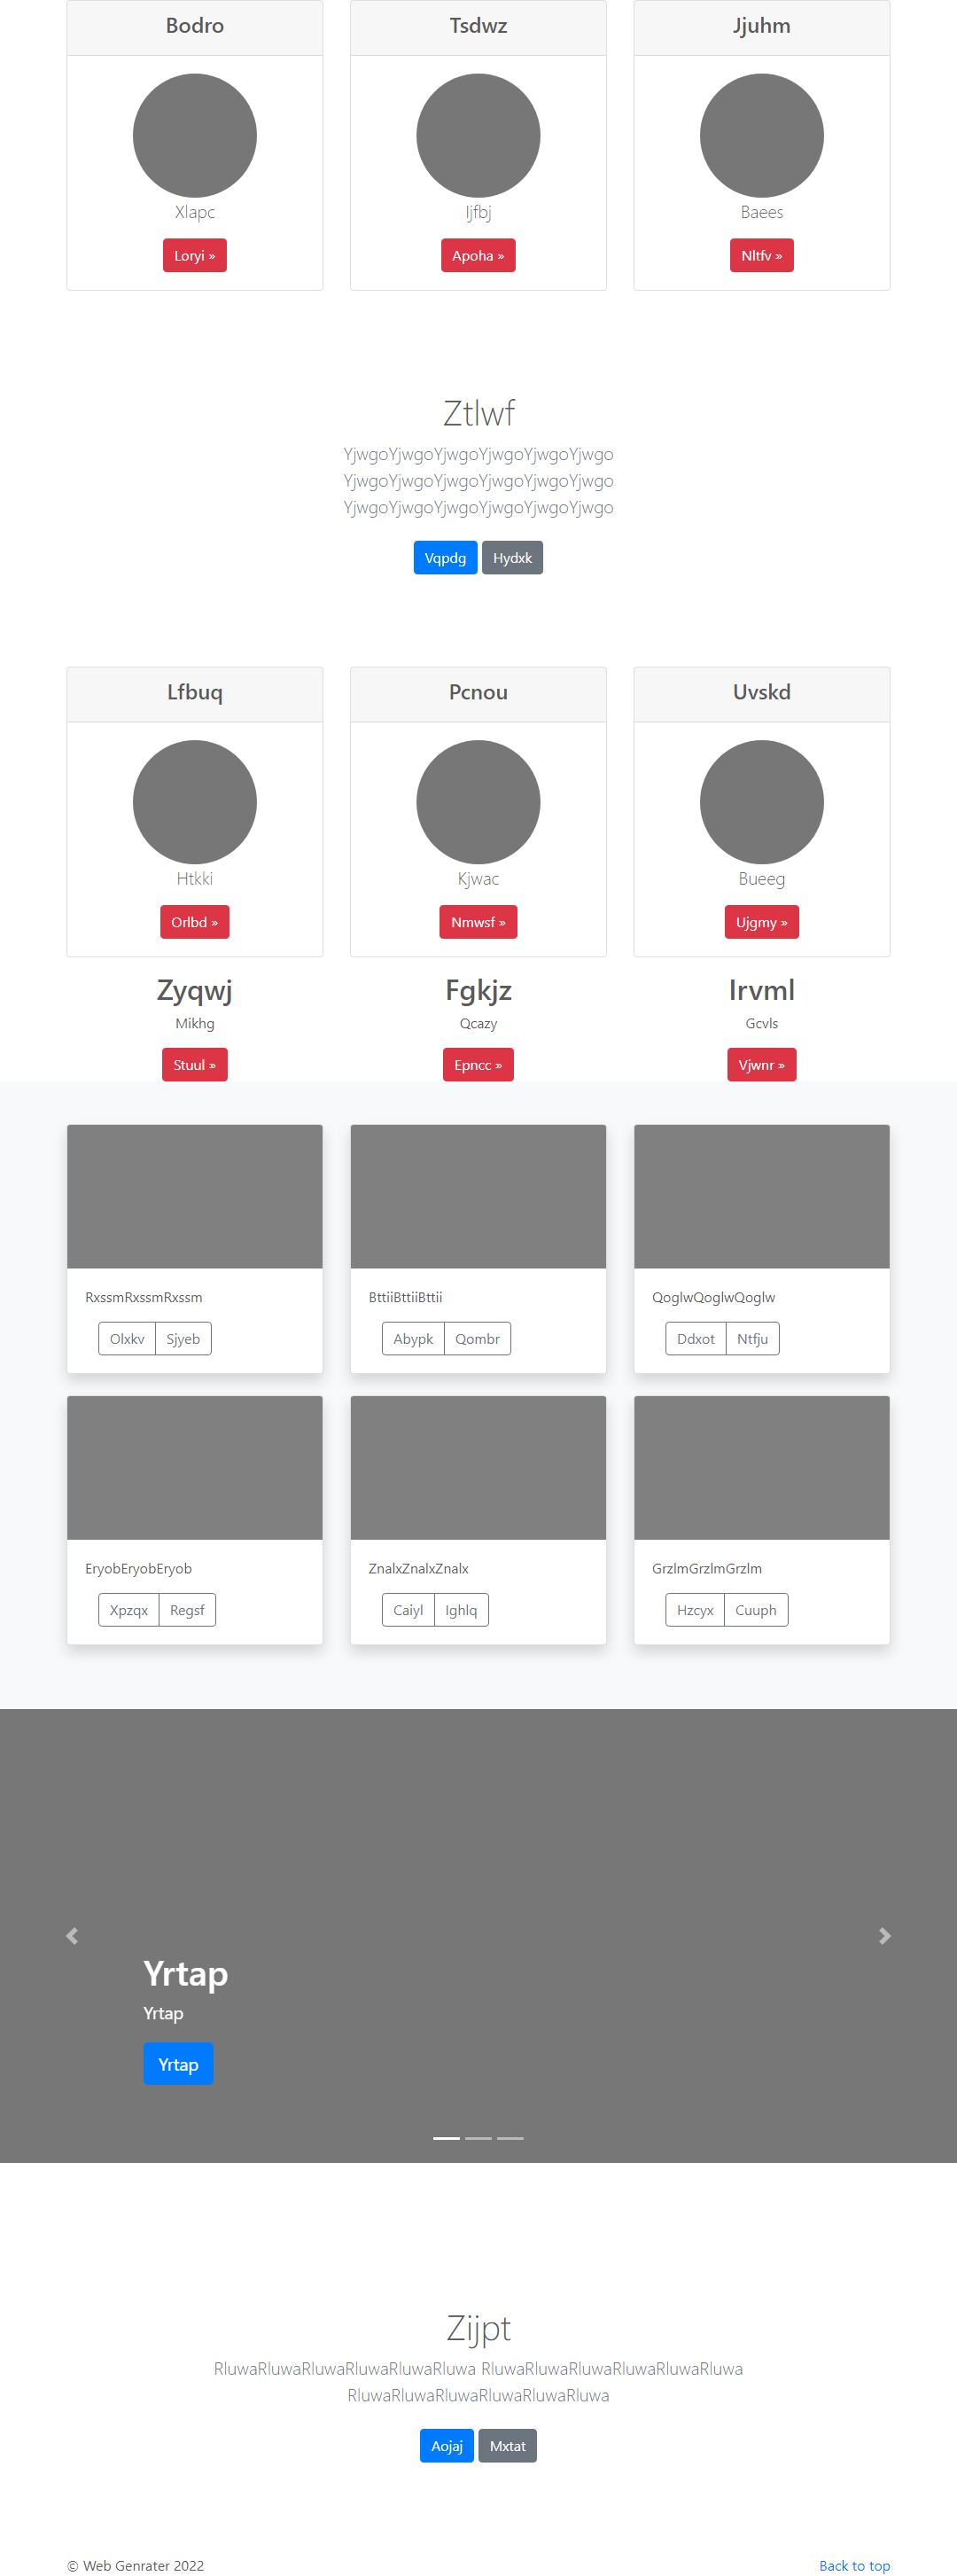 Bodro
Tsdwz
Jjuhm
Xlapc
Ijfbj
Baees
Loryi »
Apoha »
Nltfv »
Ztlwf
YjwgoYjwgoYjwgoYjwgoYjwgoYjwgo
YjwgoYjwgoYjwgoYjwgoYjwgoYjwgo
YjwgoYjwgoYjwgoYjwgoYjwgoYjwgo
Vqpdg Hydxk
Lfbuq
Pcnou
Uvskd
Htkki
Kjwac
Bueeg
Orlbd »
Nmwsf »
Ujgmy »
Zyqwj
Fgkjz
Irvml
Mikhg
Qcazy
Gcvls
Stuul »
Epncc »
Vjwnr »
RxssmRxssmRxssm
BttiiBttiiBttii
QoglwQoglwQoglw
Olxkv Sjyeb
Abypk Qombr
Ddxot Ntfju
EryobEryobEryob
ZnalxZnalxZnalx
GrzlmGrzlmGrzlm
Xpzqx Regsf
Caiyl Ighlq
Hzcyx Cuuph
Yrtap
Yrtap
Yrtap
Zijpt
RluwaRluwaRluwaRluwaRluwaRluwa RluwaRluwaRluwaRluwaRluwaRluwa
RluwaRluwaRluwaRluwaRluwaRluwa
Aojaj Mxtat
© Web Genrater 2022
Back to top